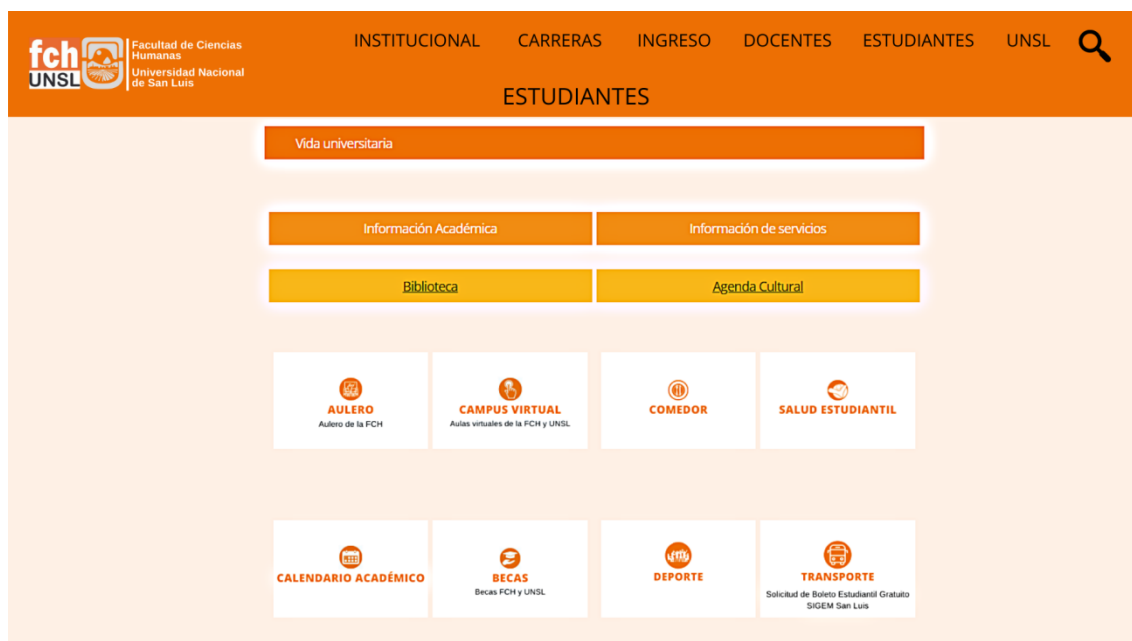 fch
UNSL
Facultad de Ciencias
Humanas
Universidad Nacional
de San Luis
INSTITUCIONAL CARRERAS INGRESO DOCENTES ESTUDIANTES UNSL
ESTUDIANTES
Vida universitaria
Información Académica Información de servicios
Biblioteca Agenda Cultural
AULERO
Aulero de la FCH
CAMPUS VIRTUAL
Aulas virtuales de la FCH y UNSL
COMEDOR
SALUD ESTUDIANTIL
CALENDARIO ACADÉMICO
BECAS
Becas FCH y UNSL
DEPORTE
TRANSPORTE
Solicitud de Boleto Estudiantil Gratuito
SIGEM San Luis